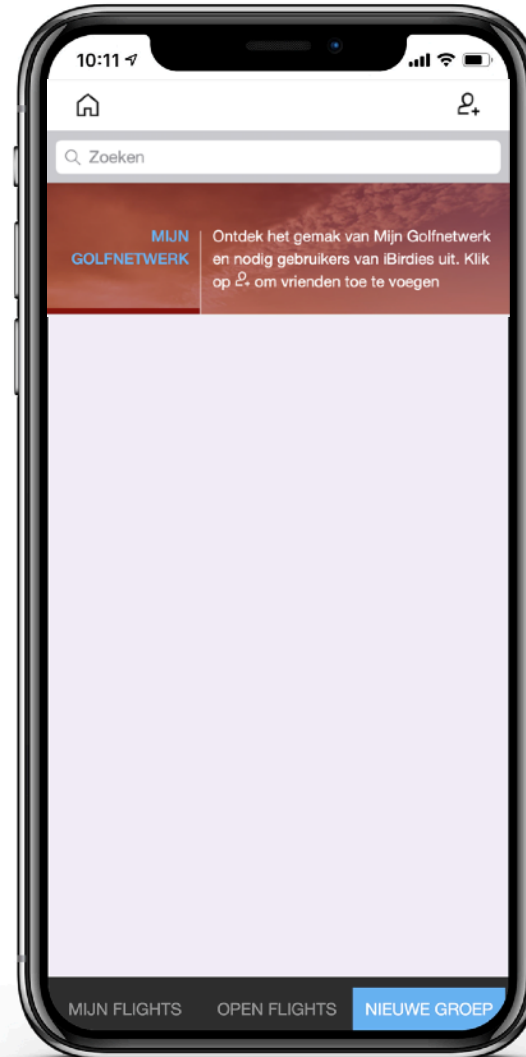 10:11
Zoeken
MIJN
GOLFNETWERK
Ontdek het gemak van Mijn Golfnetwerk
en nodig gebruikers van iBirdies uit. Klik
op om vrienden toe te voegen
MIJN FLIGHTS OPEN FLIGHTS NIEUWE GROEP